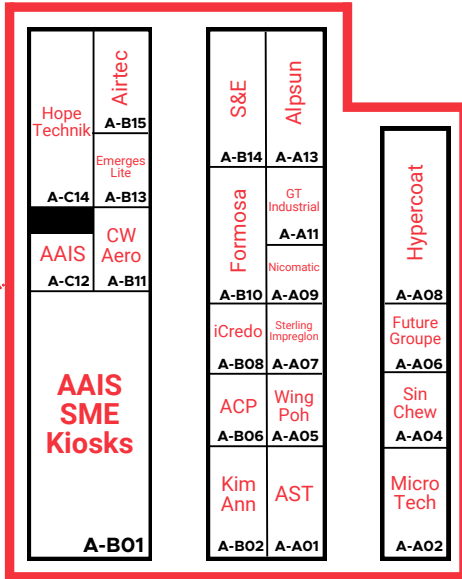 Hope
Technik
A-C14
Airtec
A-B15
Emerges
Lite
A-B13
AAIS
A-C12
CW
Aero
A-B11
AAIS
SME
Kiosks
A-B01
S&E
A-B14
Alpsun
A-A13
Formosa
A-B10
GT
Industrial
A-A11
Nicomatic
A-A09
iCredo
A-B08
Sterling
Impreglon
A-A07
ACP
A-B06
Wing
Poh
A-A05
Kim
Ann
A-B02
AST
A-A01
Hypercoat
A-A08
Future
Groupe
A-A06
Sin
Chew
A-A04
Micro
Tech
A-A02